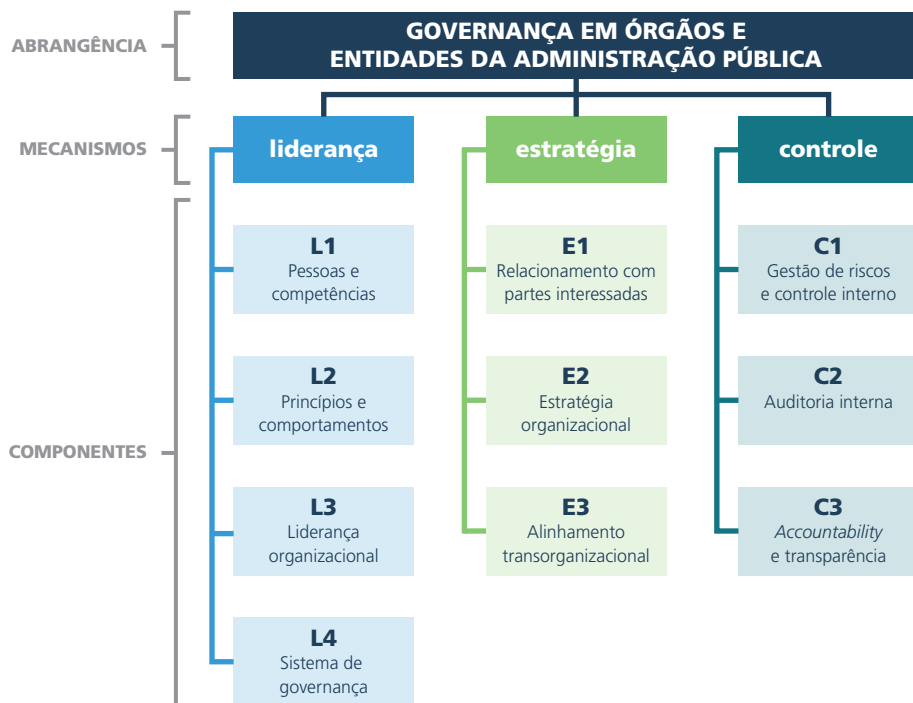 ABRANGÊNCIA
GOVERNANÇA EM ÓRGÃOS E
ENTIDADES DA ADMINISTRAÇÃO PÚBLICA
MECANISMOS
liderança
estratégia
controle
COMPONENTES
L1
Pessoas e
competências
L2
Princípios e
comportamentos
L3
Liderança
organizacional
L4
Sistema de
governança
E1
Relacionamento com
partes interessadas
E2
Estratégia
organizacional
E3
Alinhamento
transorganizacional
C1
Gestão de riscos
e controle interno
C2
Auditoria interna
C3
Accountability
e transparência